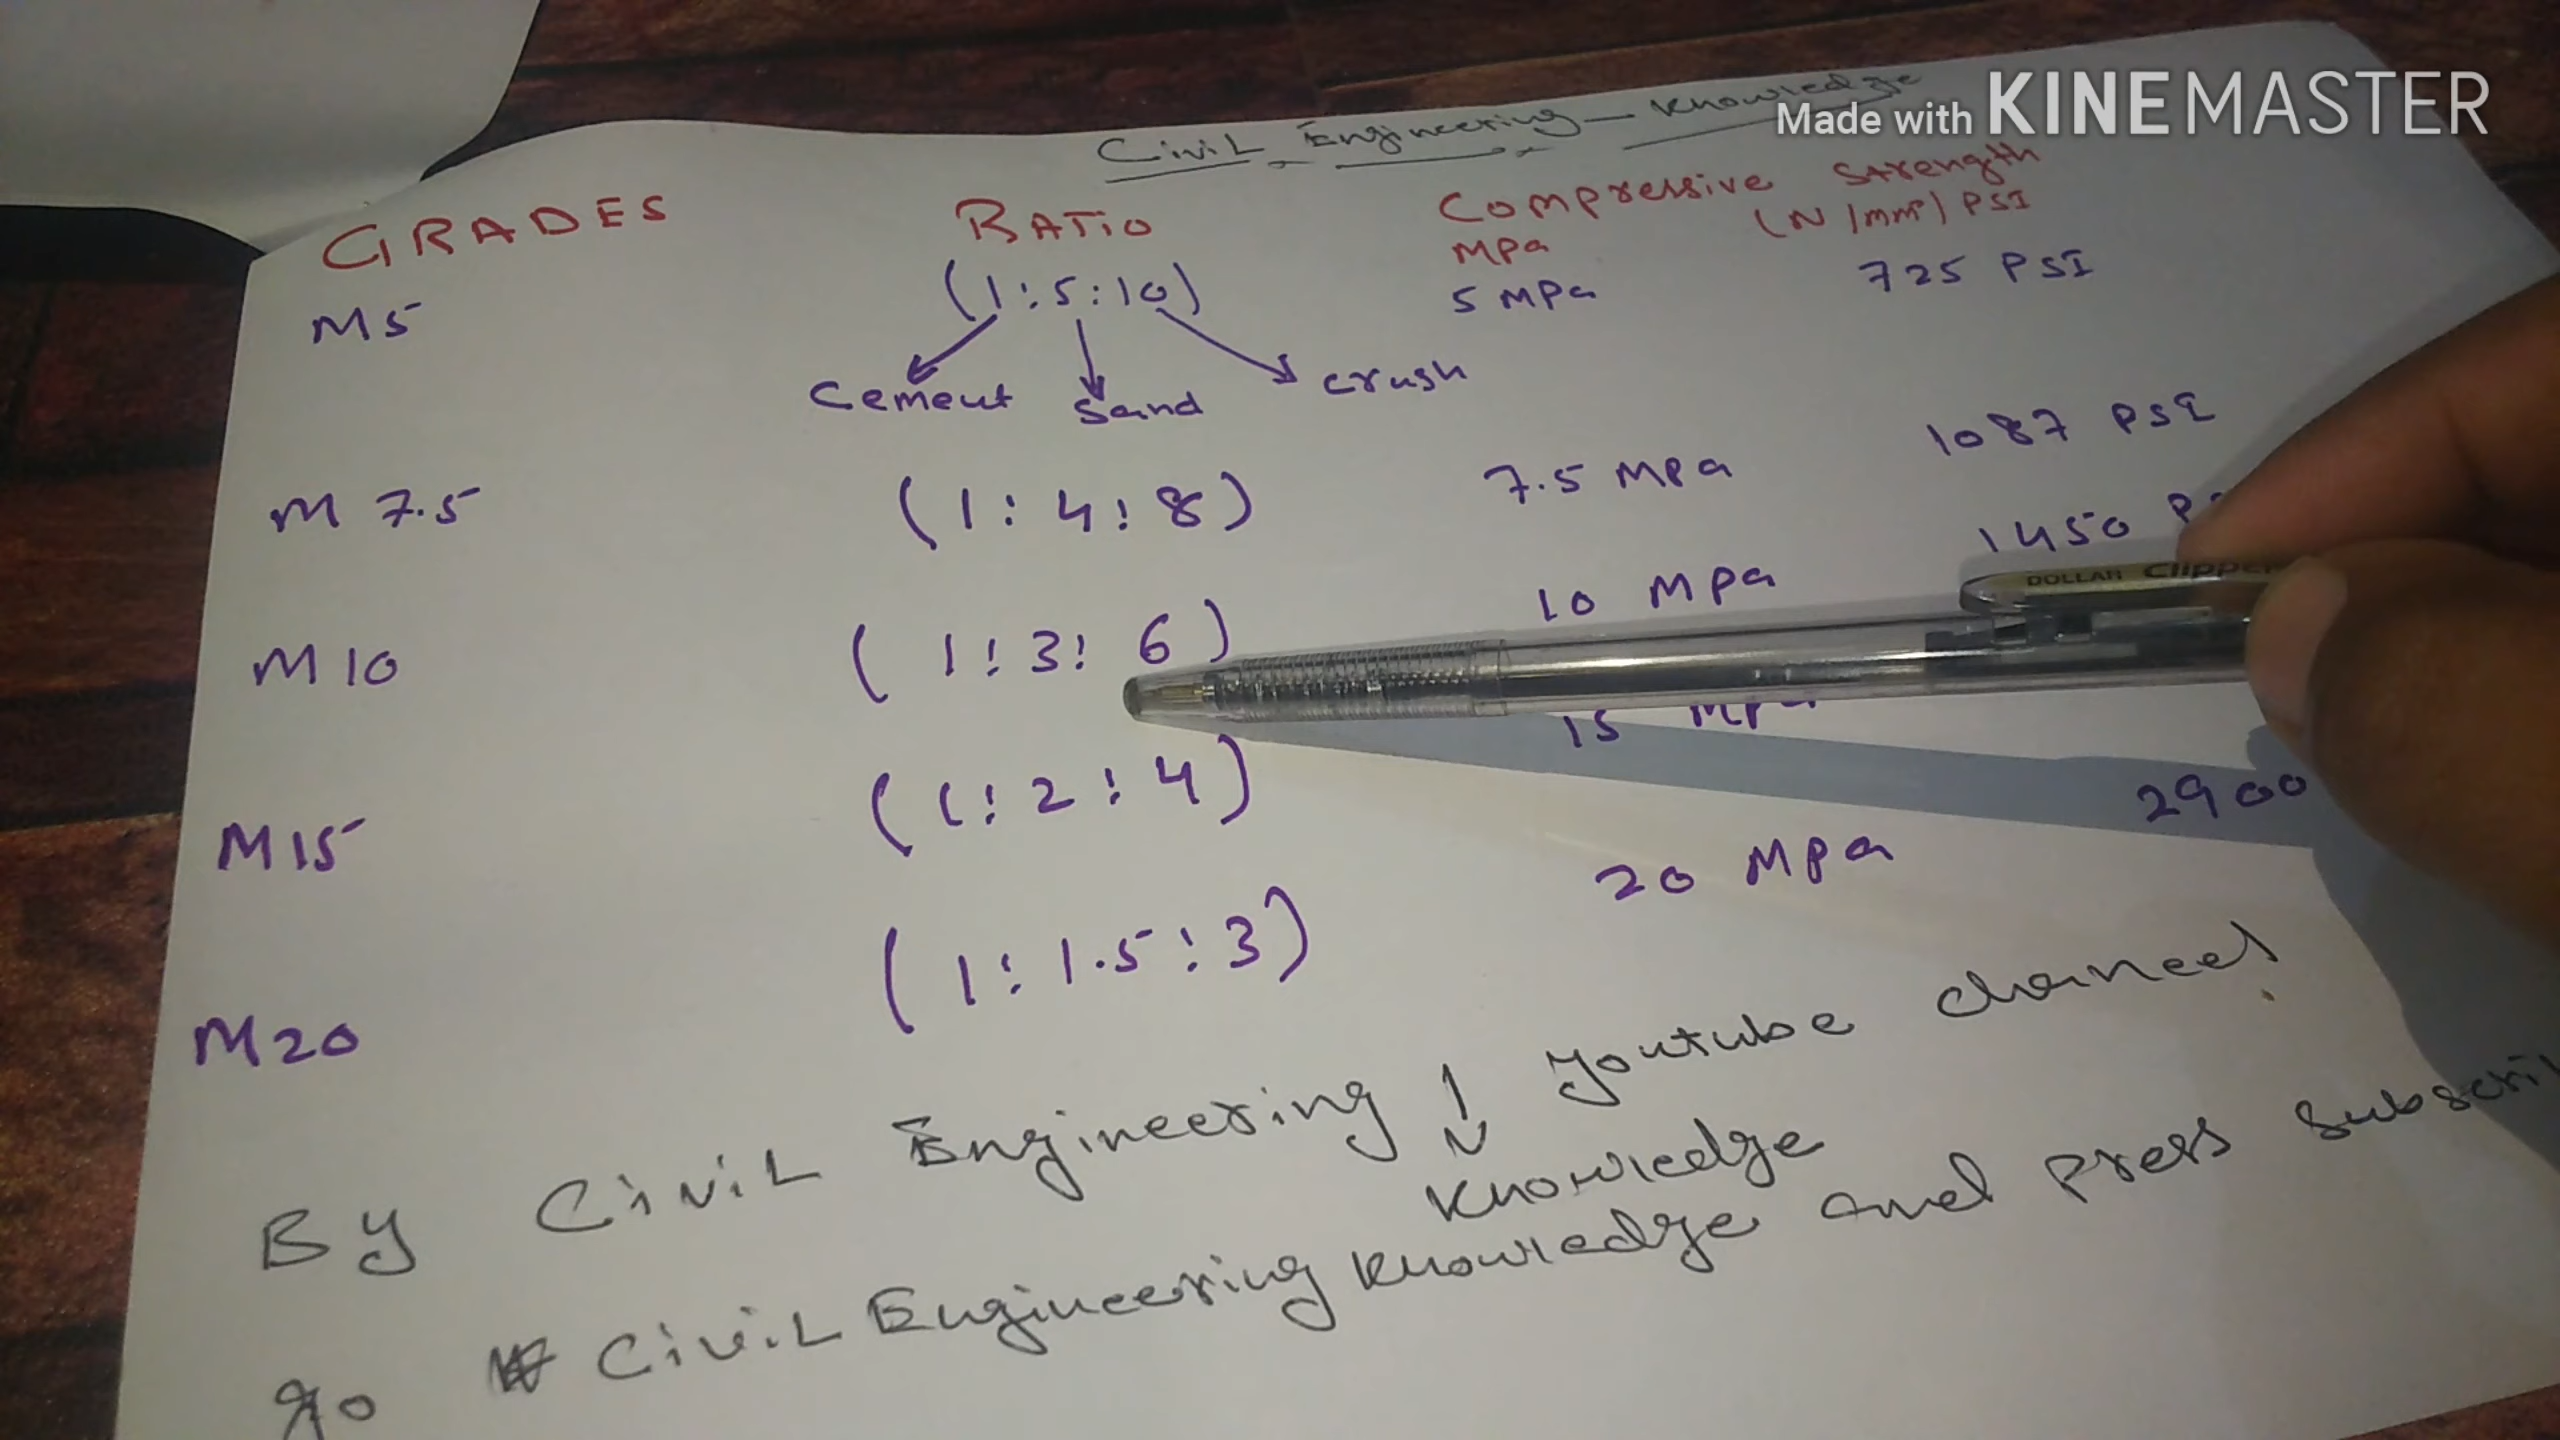 Made with KINEMASTER
Civil Engineering - Knowledge
GRADES RATIO Compressive Strength
MPa (N/mm²) PSI
M5 (1:5:10) 5 MPa 725 PSI
Cement Sand crush
M 7.5 (1:4:8) 7.5 MPa 1087 PSI
M10 (1:3:6) 10 MPa 1450
DOLLAR Clipper
M15 (1:2:4) 15 MPa
M20 (1:1.5:3) 20 MPa 2900
By Civil Engineering Youtube channel
Knowledge
go Civil Engineering Knowledge and press